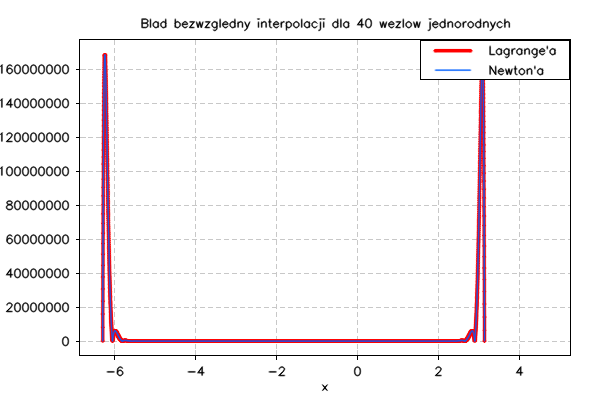 Blad bezwzgledny interpolacji dla 40 wezlow jednorodnych
Lagrange'a
Newton'a
160000000
140000000
120000000
100000000
80000000
60000000
40000000
20000000
0
−6 −4 −2 0 2 4
x